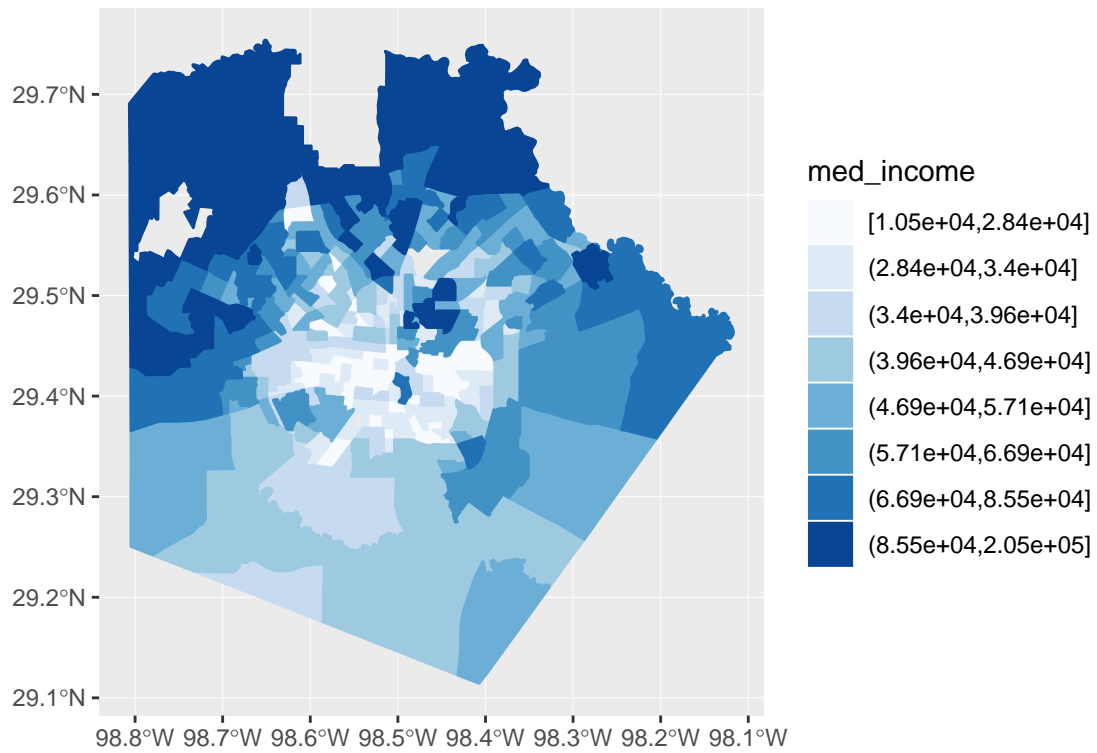 29.7°N
29.6°N
29.5°N
29.4°N
29.3°N
29.2°N
29.1°N
98.8°W 98.7°W 98.6°W 98.5°W 98.4°W 98.3°W 98.2°W 98.1°W
med_income
[1.05e+04,2.84e+04]
(2.84e+04,3.4e+04]
(3.4e+04,3.96e+04]
(3.96e+04,4.69e+04]
(4.69e+04,5.71e+04]
(5.71e+04,6.69e+04]
(6.69e+04,8.55e+04]
(8.55e+04,2.05e+05]